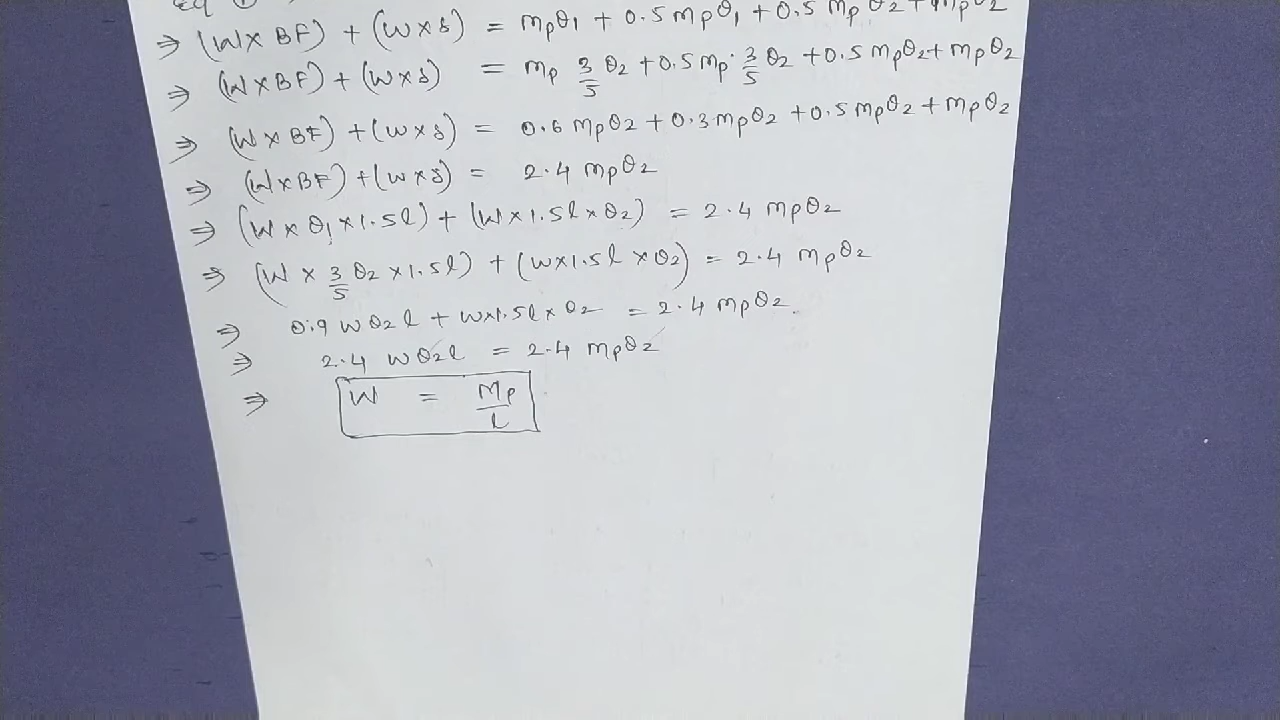 Eq ①
⇒ (W x BF) + (W x δ) = MpΘ1 + 0.5 MpΘ1 + 0.5 MpΘ2 + MpΘ2
⇒ (W x BF) + (W x δ) = Mp 3/5 Θ2 + 0.5 Mp · 3/5 Θ2 + 0.5 MpΘ2 + MpΘ2
⇒ (W x BF) + (W x δ) = 0.6 MpΘ2 + 0.3 MpΘ2 + 0.5 MpΘ2 + MpΘ2
⇒ (W x BF) + (W x δ) = 2.4 MpΘ2
⇒ (W x Θ1 x 1.5l) + (W x 1.5l x Θ2) = 2.4 MpΘ2
⇒ (W x 3/5 Θ2 x 1.5l) + (W x 1.5l x Θ2) = 2.4 MpΘ2
⇒ 0.9 WΘ2 l + W x 1.5l x Θ2 = 2.4 MpΘ2.
⇒ 2.4 WΘ2l = 2.4 MpΘ2
⇒ W = Mp/L